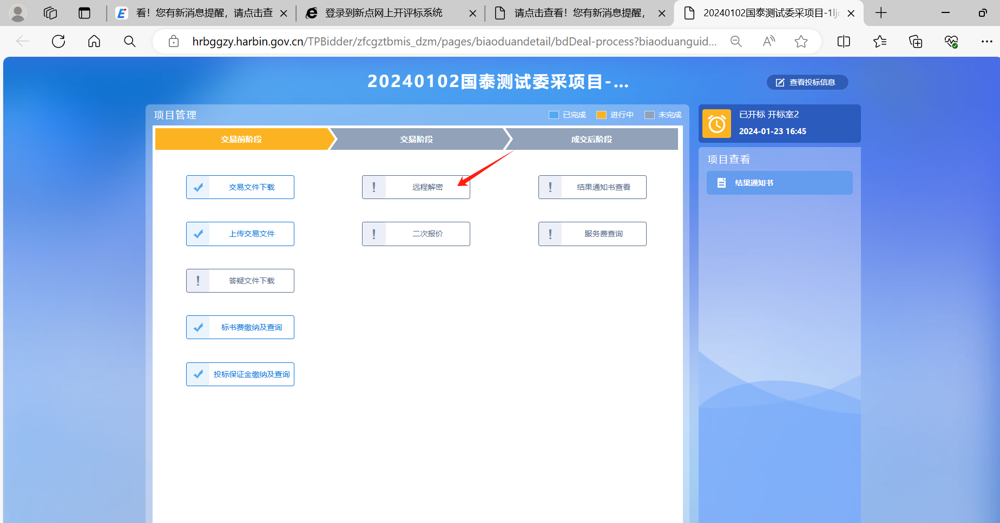 看！您有新消息提醒，请点击查
登录到新点网上开评标系统
请点击查看！您有新消息提醒，
20240102国泰测试委采项目-1lj
hrbggzy.harbin.gov.cn/TPBidder/zfcgztbmis_dzm/pages/biaoduandetail/bdDeal-process?biaoduanguid...
20240102国泰测试委采项目-...
查看投标信息
项目管理
已完成
进行中
未完成
已开标 开标室2
2024-01-23 16:45
交易前阶段
交易阶段
成交后阶段
项目查看
结果通知书
交易文件下载
远程解密
结果通知书查看
上传交易文件
二次报价
服务费查询
答疑文件下载
标书费缴纳及查询
投标保证金缴纳及查询